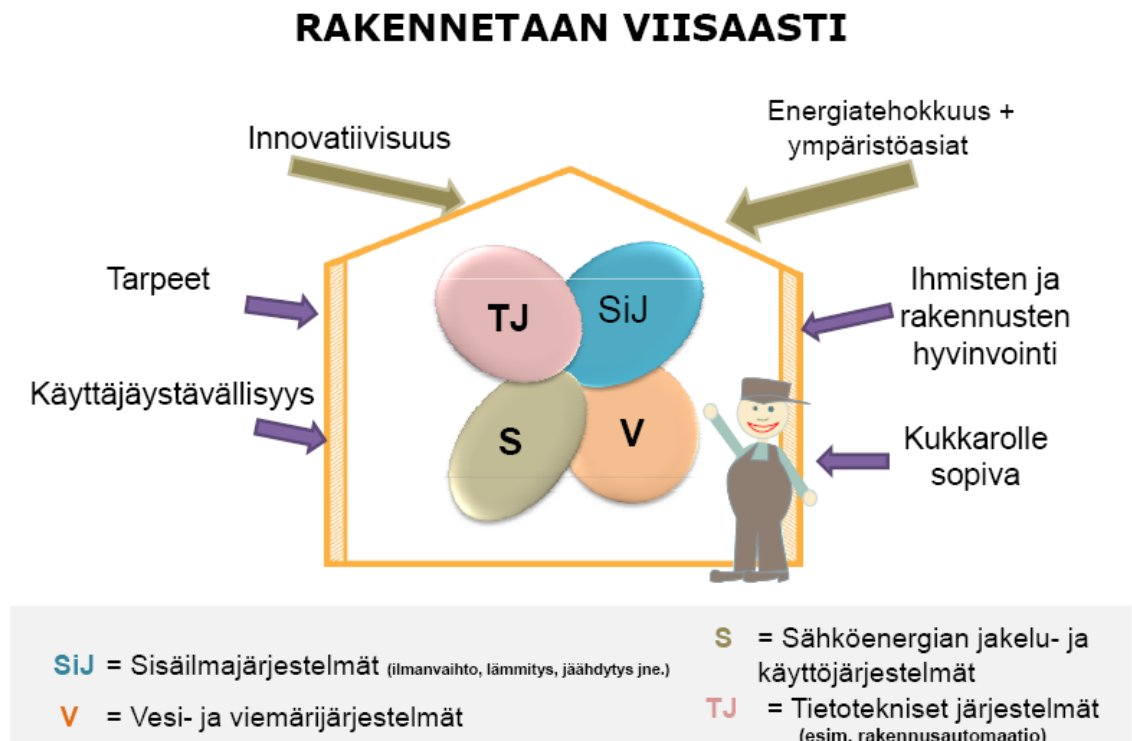 RAKENNETAAN VIISAASTI
Innovatiivisuus
Energiatehokkuus +
ympäristöasiat
Tarpeet
Käyttäjäystävällisyys
TJ
SiJ
S
V
Ihmisten ja
rakennusten
hyvinvointi
Kukkarolle
sopiva
SiJ = Sisäilmajärjestelmät (ilmanvaihto, lämmitys, jäähdytys jne.)
V = Vesi- ja viemärijärjestelmät
S = Sähköenergian jakelu- ja
käyttöjärjestelmät
TJ = Tietotekniset järjestelmät
(esim. rakennusautomaatio)